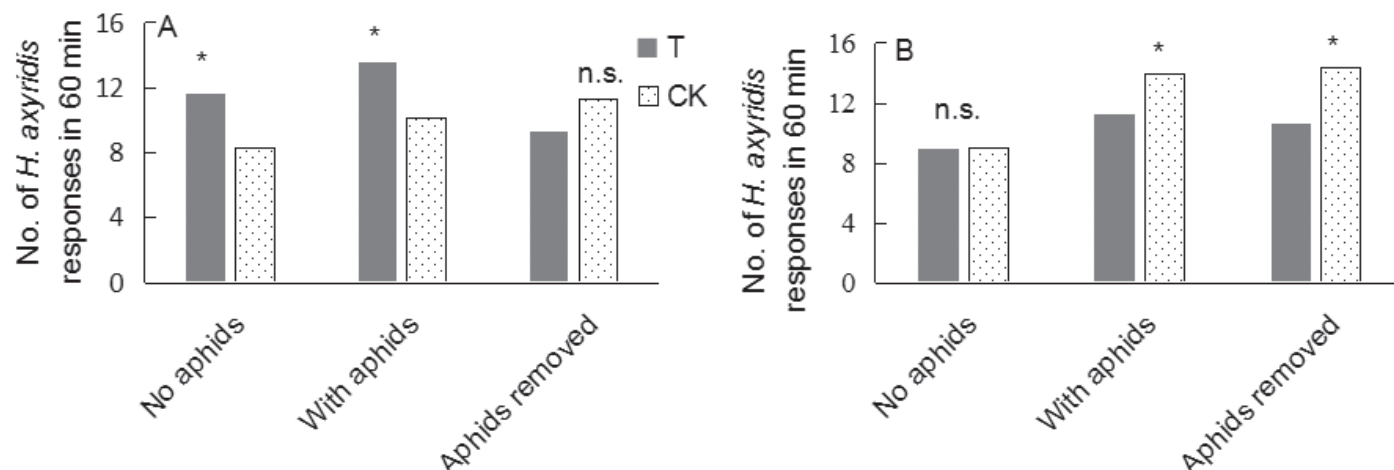 A
No. of H. axyridis
responses in 60 min
16
12
8
4
0
*
*
n.s.
T
CK
No aphids
With aphids
Aphids removed
B
No. of H. axyridis
responses in 60 min
16
12
8
4
0
n.s.
*
*
No aphids
With aphids
Aphids removed